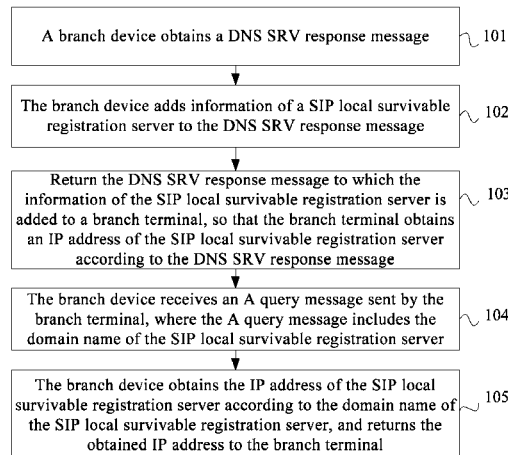 A branch device obtains a DNS SRV response message
101
The branch device adds information of a SIP local survivable
registration server to the DNS SRV response message
102
Return the DNS SRV response message to which the
information of the SIP local survivable registration server is
added to a branch terminal, so that the branch terminal obtains
an IP address of the SIP local survivable registration server
according to the DNS SRV response message
103
The branch device receives an A query message sent by the
branch terminal, where the A query message includes the
domain name of the SIP local survivable registration server
104
The branch device obtains the IP address of the SIP local
survivable registration server according to the domain name of
the SIP local survivable registration server, and returns the
obtained IP address to the branch terminal
105